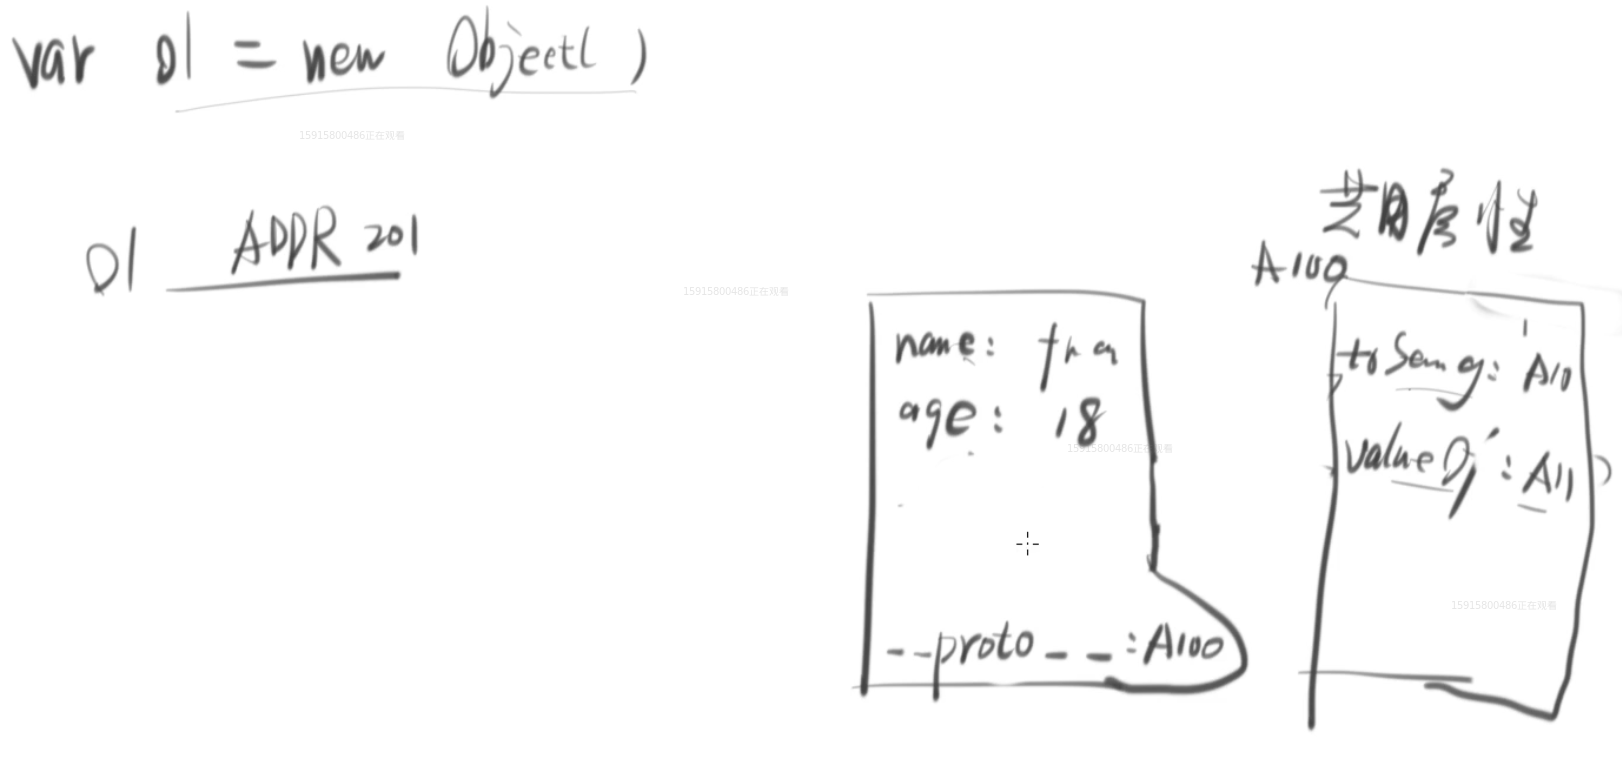 var O1 = new Object( )
15915800486正在观看
O1 ADDR 201
15915800486正在观看
共用属性
A100
name:
age: 18
15915800486正在观看
--proto--:A100
toString: A10
valueOf: A11
15915800486正在观看